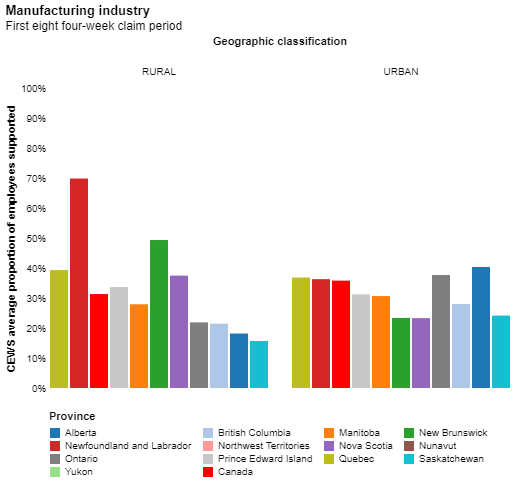 Manufacturing industry
First eight four-week claim period
Geographic classification
RURAL URBAN
CEWS average proportion of employees supported
100%
90%
80%
70%
60%
50%
40%
30%
20%
10%
0%
Province
Alberta British Columbia Manitoba New Brunswick
Newfoundland and Labrador Northwest Territories Nova Scotia Nunavut
Ontario Prince Edward Island Quebec Saskatchewan
Yukon Canada